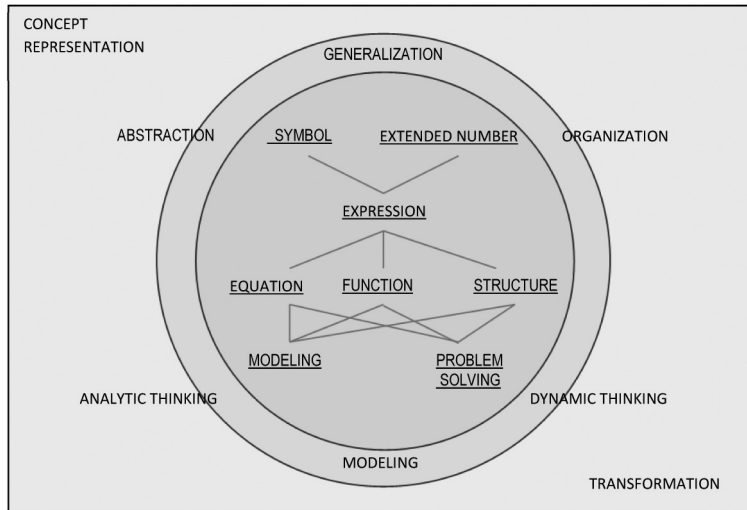 CONCEPT
REPRESENTATION
GENERALIZATION
ABSTRACTION
SYMBOL
EXTENDED NUMBER
ORGANIZATION
EXPRESSION
EQUATION
FUNCTION
STRUCTURE
MODELING
PROBLEM
SOLVING
ANALYTIC THINKING
DYNAMIC THINKING
MODELING
TRANSFORMATION